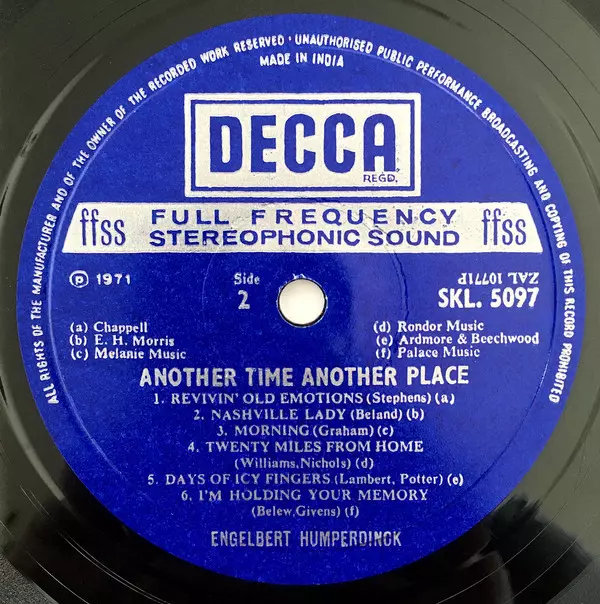 ALL RIGHTS OF THE MANUFACTURER AND OF THE OWNER OF THE RECORDED WORK RESERVED · UNAUTHORISED PUBLIC PERFORMANCE, BROADCASTING AND COPYING OF THIS RECORD PROHIBITED
MADE IN INDIA
DECCA
REGD.
ffss FULL FREQUENCY STEREOPHONIC SOUND ffss
Ⓟ 1971
Side
2
ZAL 10771P
SKL. 5097
(a) Chappell
(b) E. H. Morris
(c) Melanie Music
(d) Rondor Music
(e) Ardmore & Beechwood
(f) Palace Music
ANOTHER TIME ANOTHER PLACE
1. REVIVIN' OLD EMOTIONS (Stephens) (a)
2. NASHVILLE LADY (Beland) (b)
3. MORNING (Graham) (c)
4. TWENTY MILES FROM HOME
(Williams,Nichols) (d)
5. DAYS OF ICY FINGERS (Lambert, Potter) (e)
6. I'M HOLDING YOUR MEMORY
(Belew,Givens) (f)
ENGELBERT HUMPERDINCK